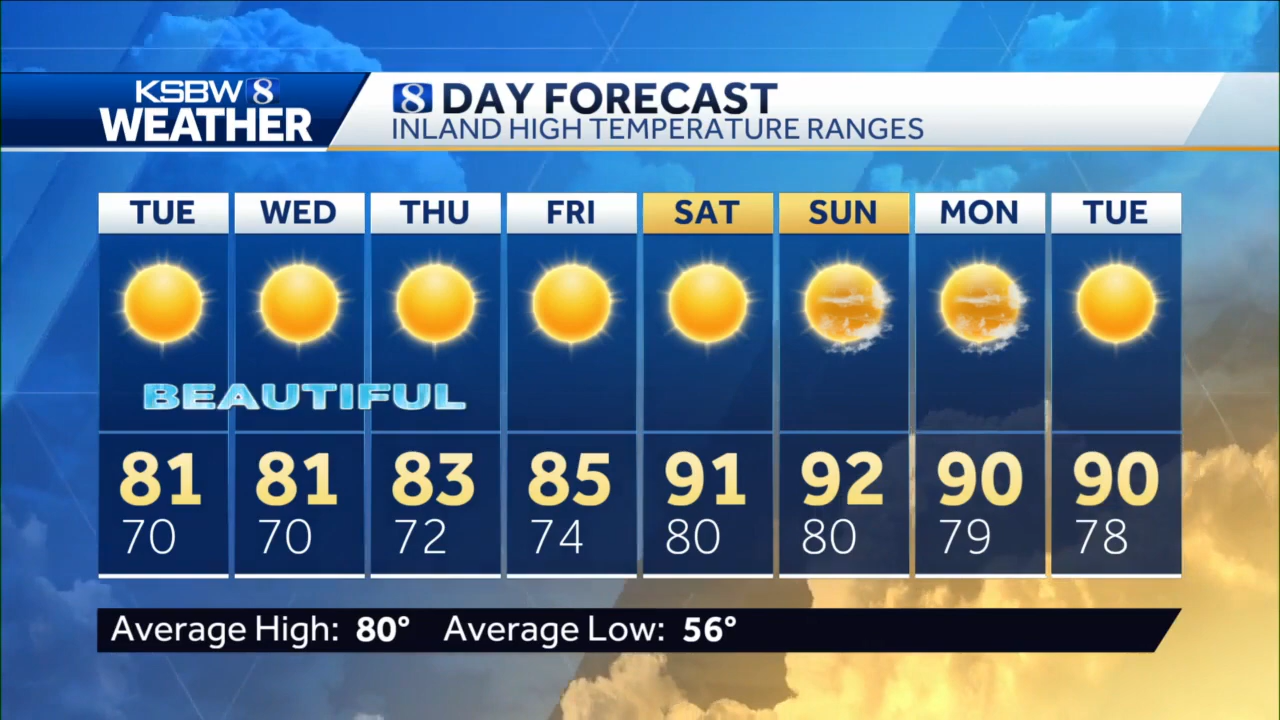 KSBW 8
WEATHER
8 DAY FORECAST
INLAND HIGH TEMPERATURE RANGES
TUE WED THU FRI SAT SUN MON TUE
BEAUTIFUL
81 81 83 85 91 92 90 90
70 70 72 74 80 80 79 78
Average High: 80° Average Low: 56°